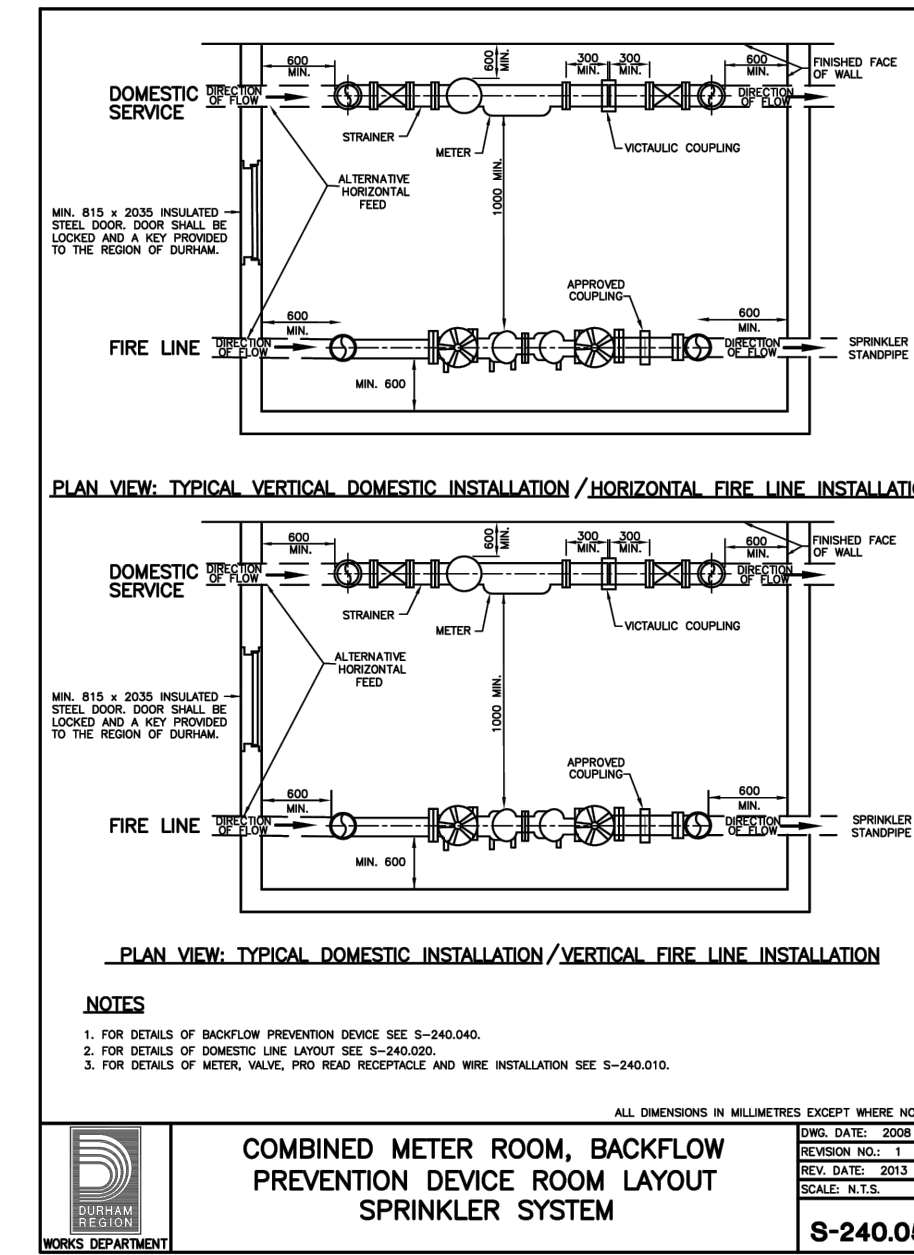 600
MIN.
600
MIN.
300
MIN.
300
MIN.
600
MIN.
FINISHED FACE
OF WALL
DOMESTIC
SERVICE
DIRECTION
OF FLOW
DIRECTION
OF FLOW
STRAINER
METER
VICTAULIC COUPLING
ALTERNATIVE
HORIZONTAL
FEED
1000 MIN.
MIN. 815 x 2035 INSULATED
STEEL DOOR. DOOR SHALL BE
LOCKED AND A KEY PROVIDED
TO THE REGION OF DURHAM.
APPROVED
COUPLING
600
MIN.
600
MIN.
FIRE LINE
DIRECTION
OF FLOW
DIRECTION
OF FLOW
SPRINKLER
STANDPIPE
MIN. 600
PLAN VIEW: TYPICAL VERTICAL DOMESTIC INSTALLATION / HORIZONTAL FIRE LINE INSTALLATI
600
MIN.
600
MIN.
300
MIN.
300
MIN.
600
MIN.
FINISHED FACE
OF WALL
DOMESTIC
SERVICE
DIRECTION
OF FLOW
DIRECTION
OF FLOW
STRAINER
METER
VICTAULIC COUPLING
ALTERNATIVE
HORIZONTAL
FEED
1000 MIN.
MIN. 815 x 2035 INSULATED
STEEL DOOR. DOOR SHALL BE
LOCKED AND A KEY PROVIDED
TO THE REGION OF DURHAM.
APPROVED
COUPLING
600
MIN.
600
MIN.
FIRE LINE
DIRECTION
OF FLOW
DIRECTION
OF FLOW
SPRINKLER
STANDPIPE
MIN. 600
PLAN VIEW: TYPICAL DOMESTIC INSTALLATION / VERTICAL FIRE LINE INSTALLATION
NOTES
1. FOR DETAILS OF BACKFLOW PREVENTION DEVICE SEE S-240.040.
2. FOR DETAILS OF DOMESTIC LINE LAYOUT SEE S-240.020.
3. FOR DETAILS OF METER, VALVE, PRO READ RECEPTACLE AND WIRE INSTALLATION SEE S-240.010.
ALL DIMENSIONS IN MILLIMETRES EXCEPT WHERE NO
DURHAM
REGION
WORKS DEPARTMENT
COMBINED METER ROOM, BACKFLOW
PREVENTION DEVICE ROOM LAYOUT
SPRINKLER SYSTEM
DWG. DATE: 2008
REVISION NO.: 1
REV. DATE: 2013
SCALE: N.T.S.
S-240.05